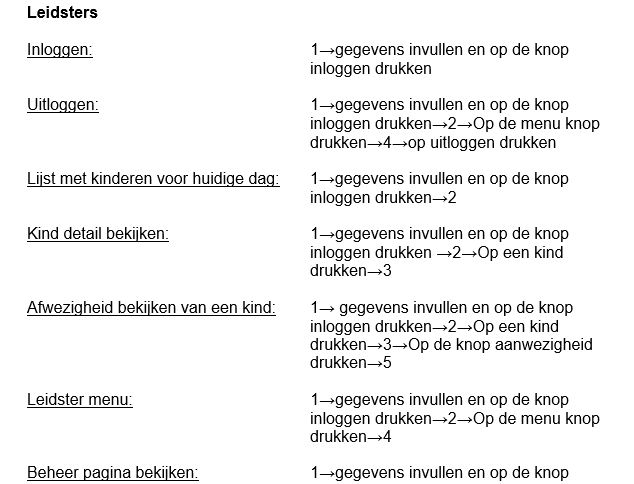 Leidsters
Inloggen: 1→gegevens invullen en op de knop
inloggen drukken
Uitloggen: 1→gegevens invullen en op de knop
inloggen drukken→2→Op de menu knop
drukken→4→op uitloggen drukken
Lijst met kinderen voor huidige dag: 1→gegevens invullen en op de knop
inloggen drukken→2
Kind detail bekijken: 1→gegevens invullen en op de knop
inloggen drukken →2→Op een kind
drukken→3
Afwezigheid bekijken van een kind: 1→ gegevens invullen en op de knop
inloggen drukken→2→Op een kind
drukken→3→Op de knop aanwezigheid
drukken→5
Leidster menu: 1→gegevens invullen en op de knop
inloggen drukken→2→Op de menu knop
drukken→4
Beheer pagina bekijken: 1→gegevens invullen en op de knop